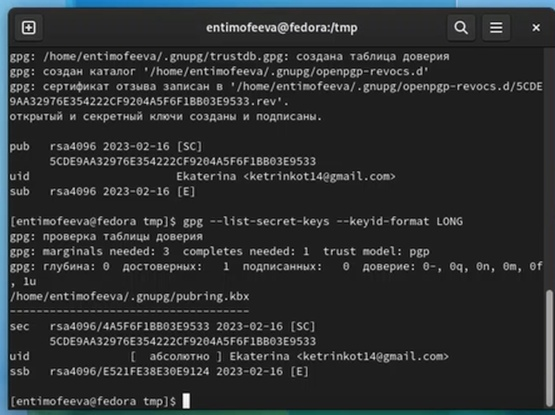 entimofeeva@fedora:/tmp
gpg: /home/entimofeeva/.gnupg/trustdb.gpg: создана таблица доверия
gpg: создан каталог '/home/entimofeeva/.gnupg/openpgp-revocs.d'
gpg: сертификат отзыва записан в '/home/entimofeeva/.gnupg/openpgp-revocs.d/5CDE
9AA32976E354222CF9204A5F6F1BB03E9533.rev'.
открытый и секретный ключи созданы и подписаны.
pub   rsa4096 2023-02-16 [SC]
      5CDE9AA32976E354222CF9204A5F6F1BB03E9533
uid                      Ekaterina <ketrinkot14@gmail.com>
sub   rsa4096 2023-02-16 [E]
[entimofeeva@fedora tmp]$ gpg --list-secret-keys --keyid-format LONG
gpg: проверка таблицы доверия
gpg: marginals needed: 3  completes needed: 1  trust model: pgp
gpg: глубина: 0  достоверных:   1  подписанных:   0  доверие: 0-, 0q, 0n, 0m, 0f
, 1u
/home/entimofeeva/.gnupg/pubring.kbx
------------------------------------
sec   rsa4096/4A5F6F1BB03E9533 2023-02-16 [SC]
      5CDE9AA32976E354222CF9204A5F6F1BB03E9533
uid               [  абсолютно ] Ekaterina <ketrinkot14@gmail.com>
ssb   rsa4096/E521FE38E30E9124 2023-02-16 [E]
[entimofeeva@fedora tmp]$